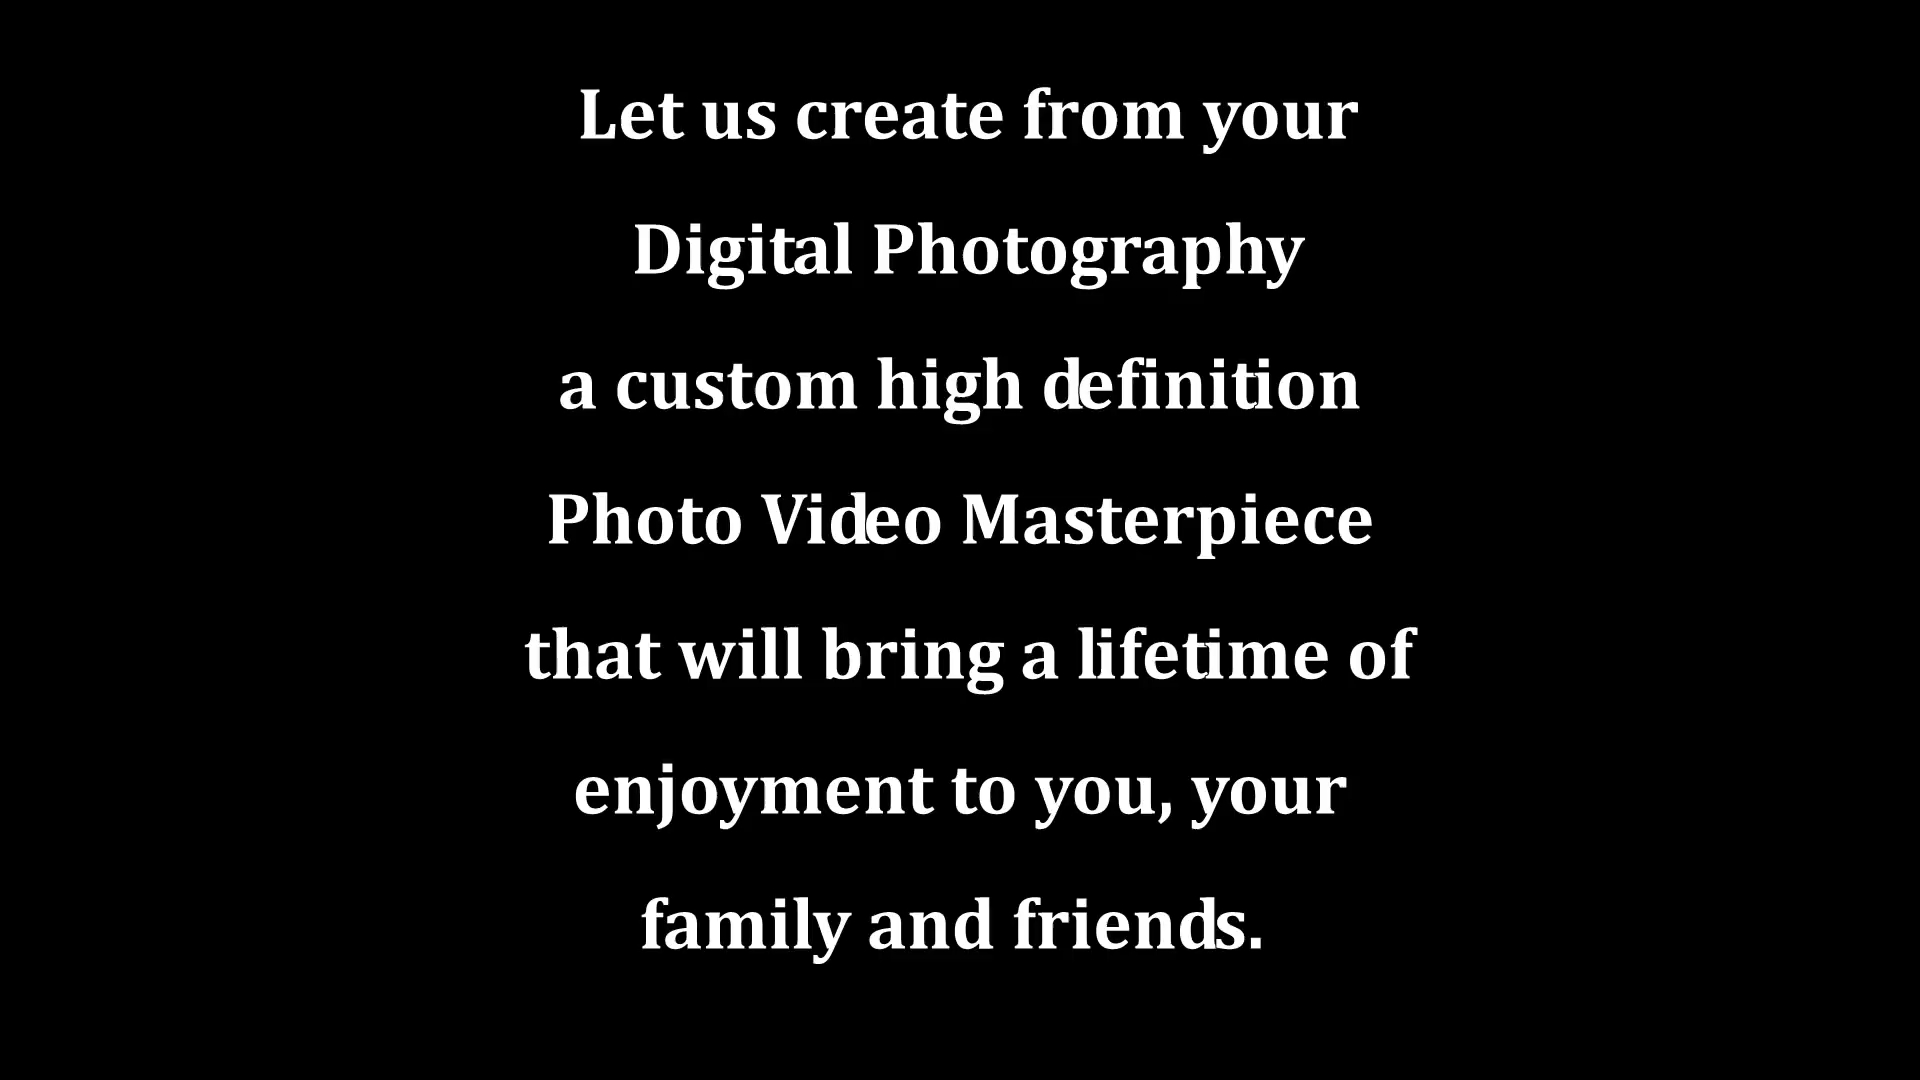 Let us create from your
Digital Photography
a custom high definition
Photo Video Masterpiece
that will bring a lifetime of
enjoyment to you, your
family and friends.